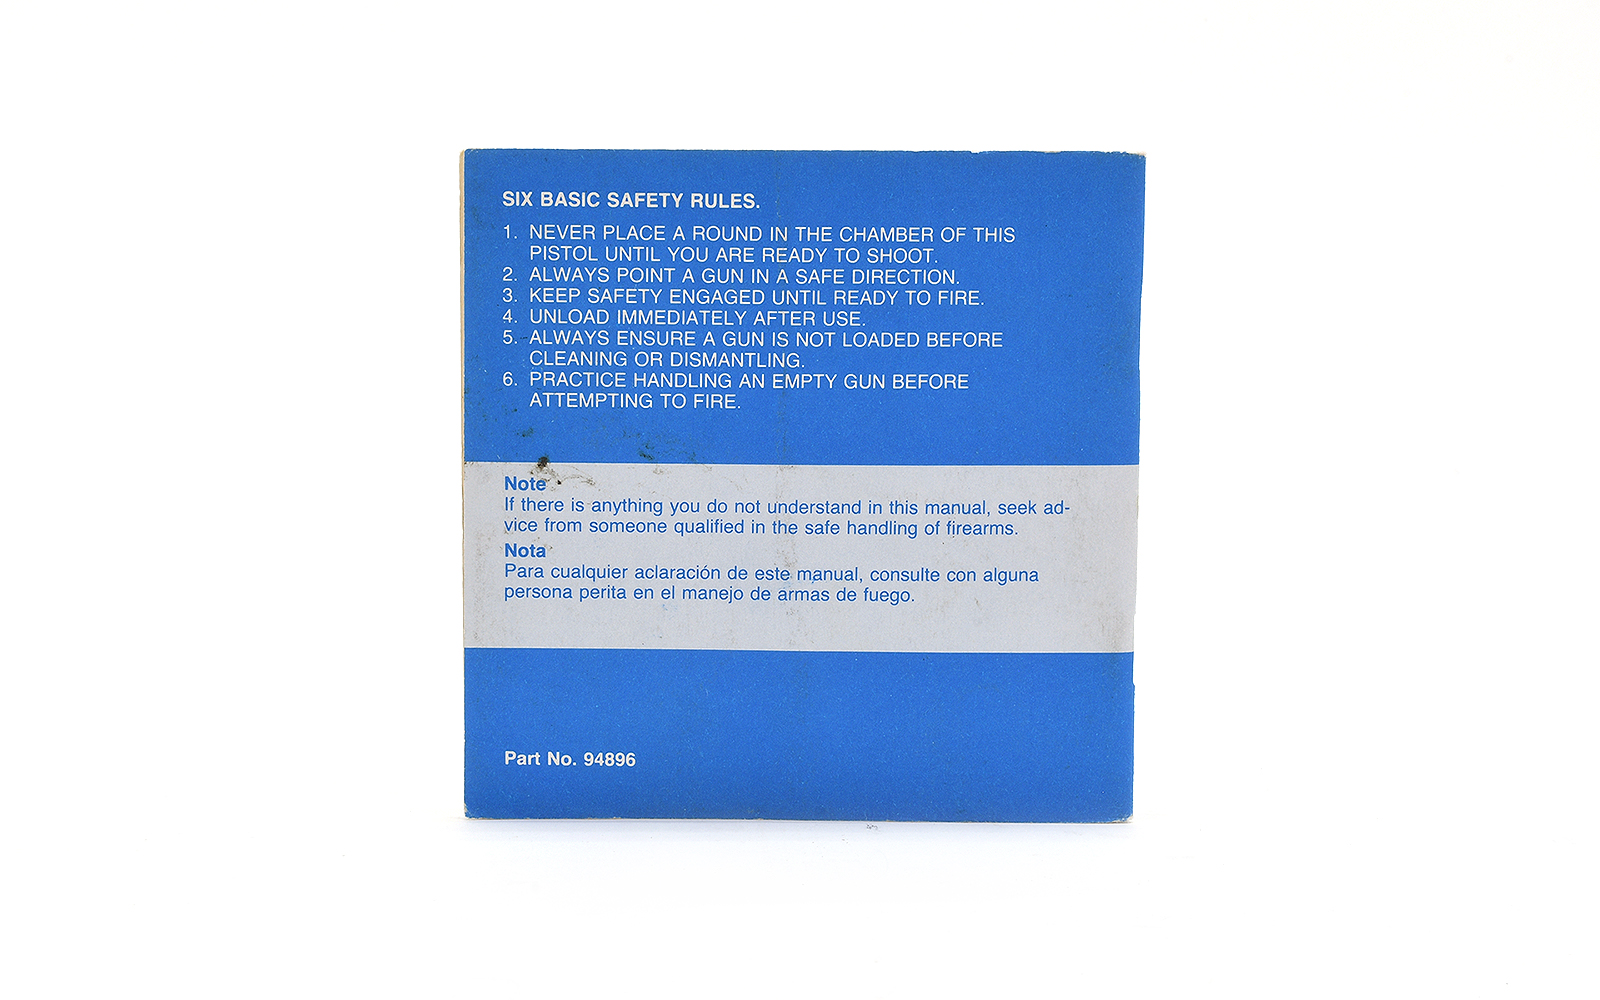 SIX BASIC SAFETY RULES.
1. NEVER PLACE A ROUND IN THE CHAMBER OF THIS
PISTOL UNTIL YOU ARE READY TO SHOOT.
2. ALWAYS POINT A GUN IN A SAFE DIRECTION.
3. KEEP SAFETY ENGAGED UNTIL READY TO FIRE.
4. UNLOAD IMMEDIATELY AFTER USE.
5. ALWAYS ENSURE A GUN IS NOT LOADED BEFORE
CLEANING OR DISMANTLING.
6. PRACTICE HANDLING AN EMPTY GUN BEFORE
ATTEMPTING TO FIRE.
Note
If there is anything you do not understand in this manual, seek ad-
vice from someone qualified in the safe handling of firearms.
Nota
Para cualquier aclaración de este manual, consulte con alguna
persona perita en el manejo de armas de fuego.
Part No. 94896